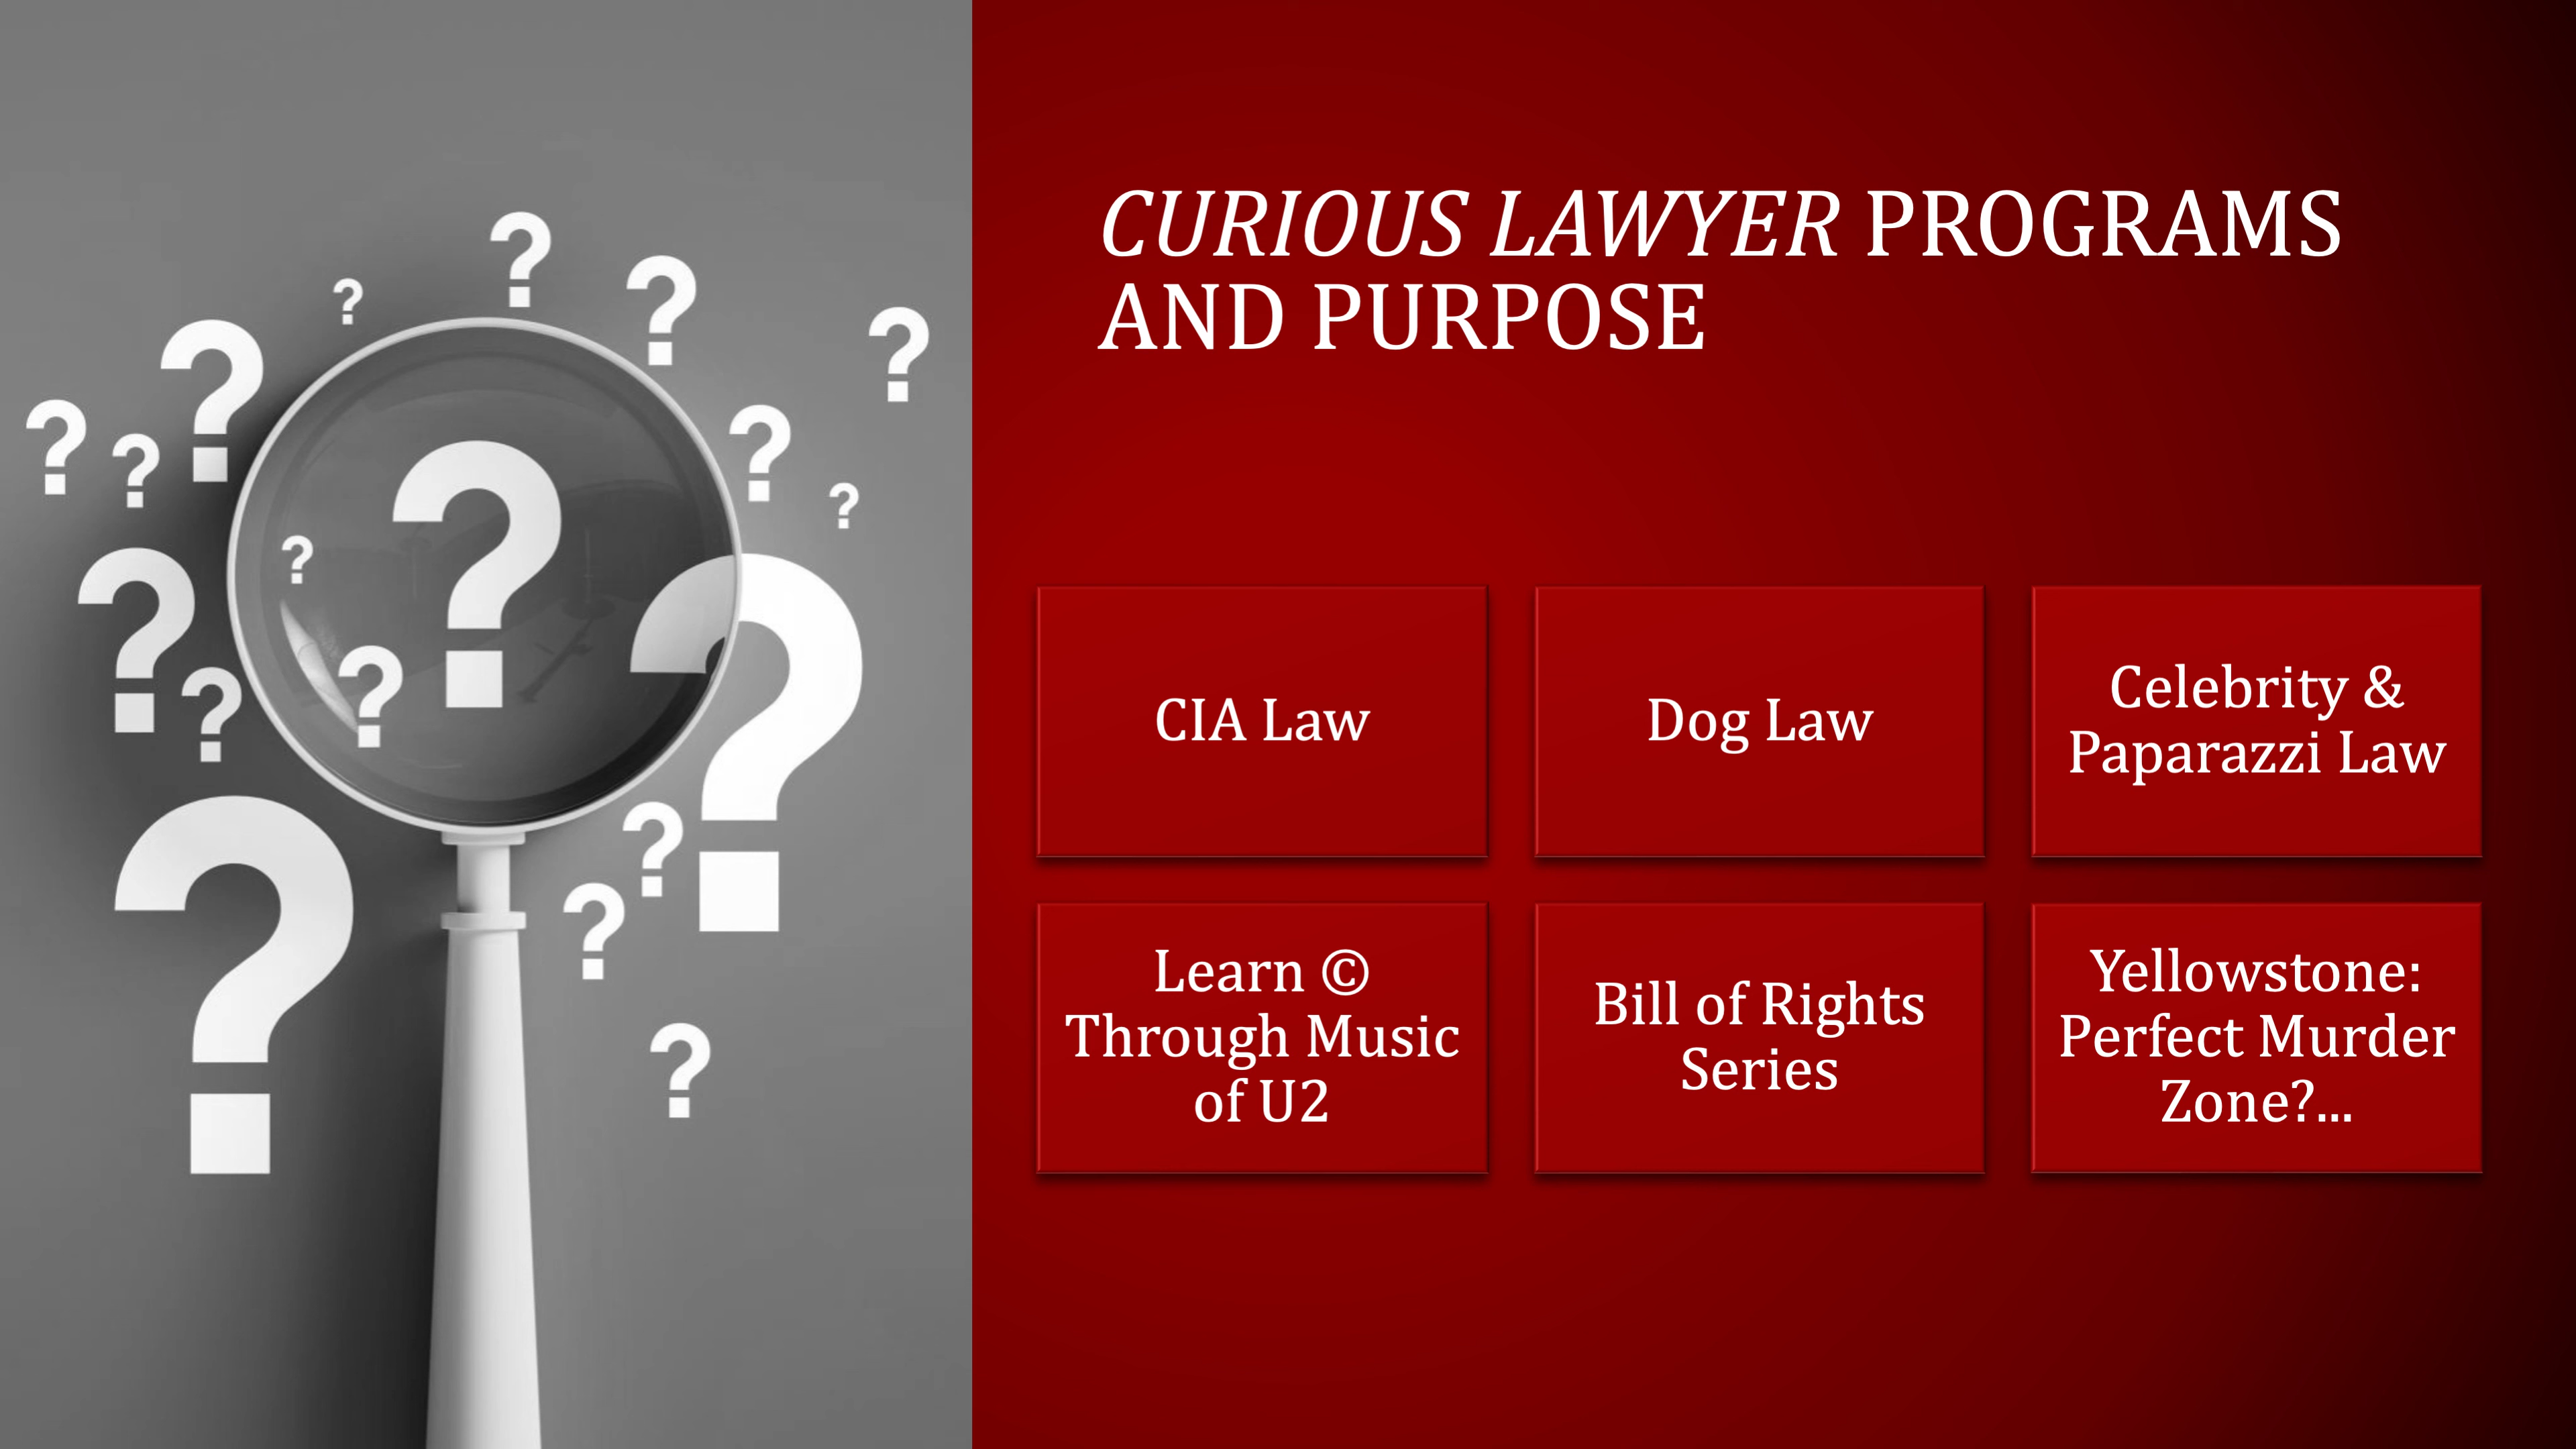 CURIOUS LAWYER PROGRAMS
AND PURPOSE
CIA Law
Dog Law
Celebrity &
Paparazzi Law
Learn ©
Through Music
of U2
Bill of Rights
Series
Yellowstone:
Perfect Murder
Zone?...
? ? ? ? ? ? ? ? ? ? ? ? ? ? ? ? ? ? ?